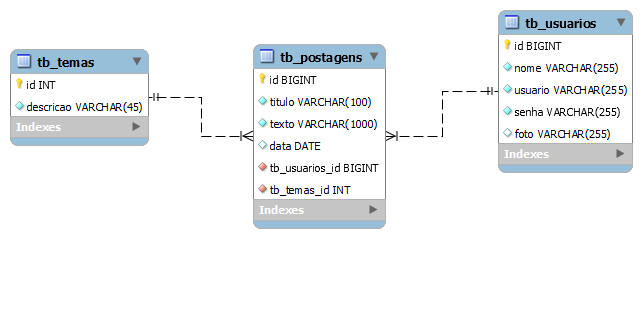 tb_temas
id INT
descricao VARCHAR(45)
Indexes
tb_postagens
id BIGINT
titulo VARCHAR(100)
texto VARCHAR(1000)
data DATE
tb_usuarios_id BIGINT
tb_temas_id INT
Indexes
tb_usuarios
id BIGINT
nome VARCHAR(255)
usuario VARCHAR(255)
senha VARCHAR(255)
foto VARCHAR(255)
Indexes